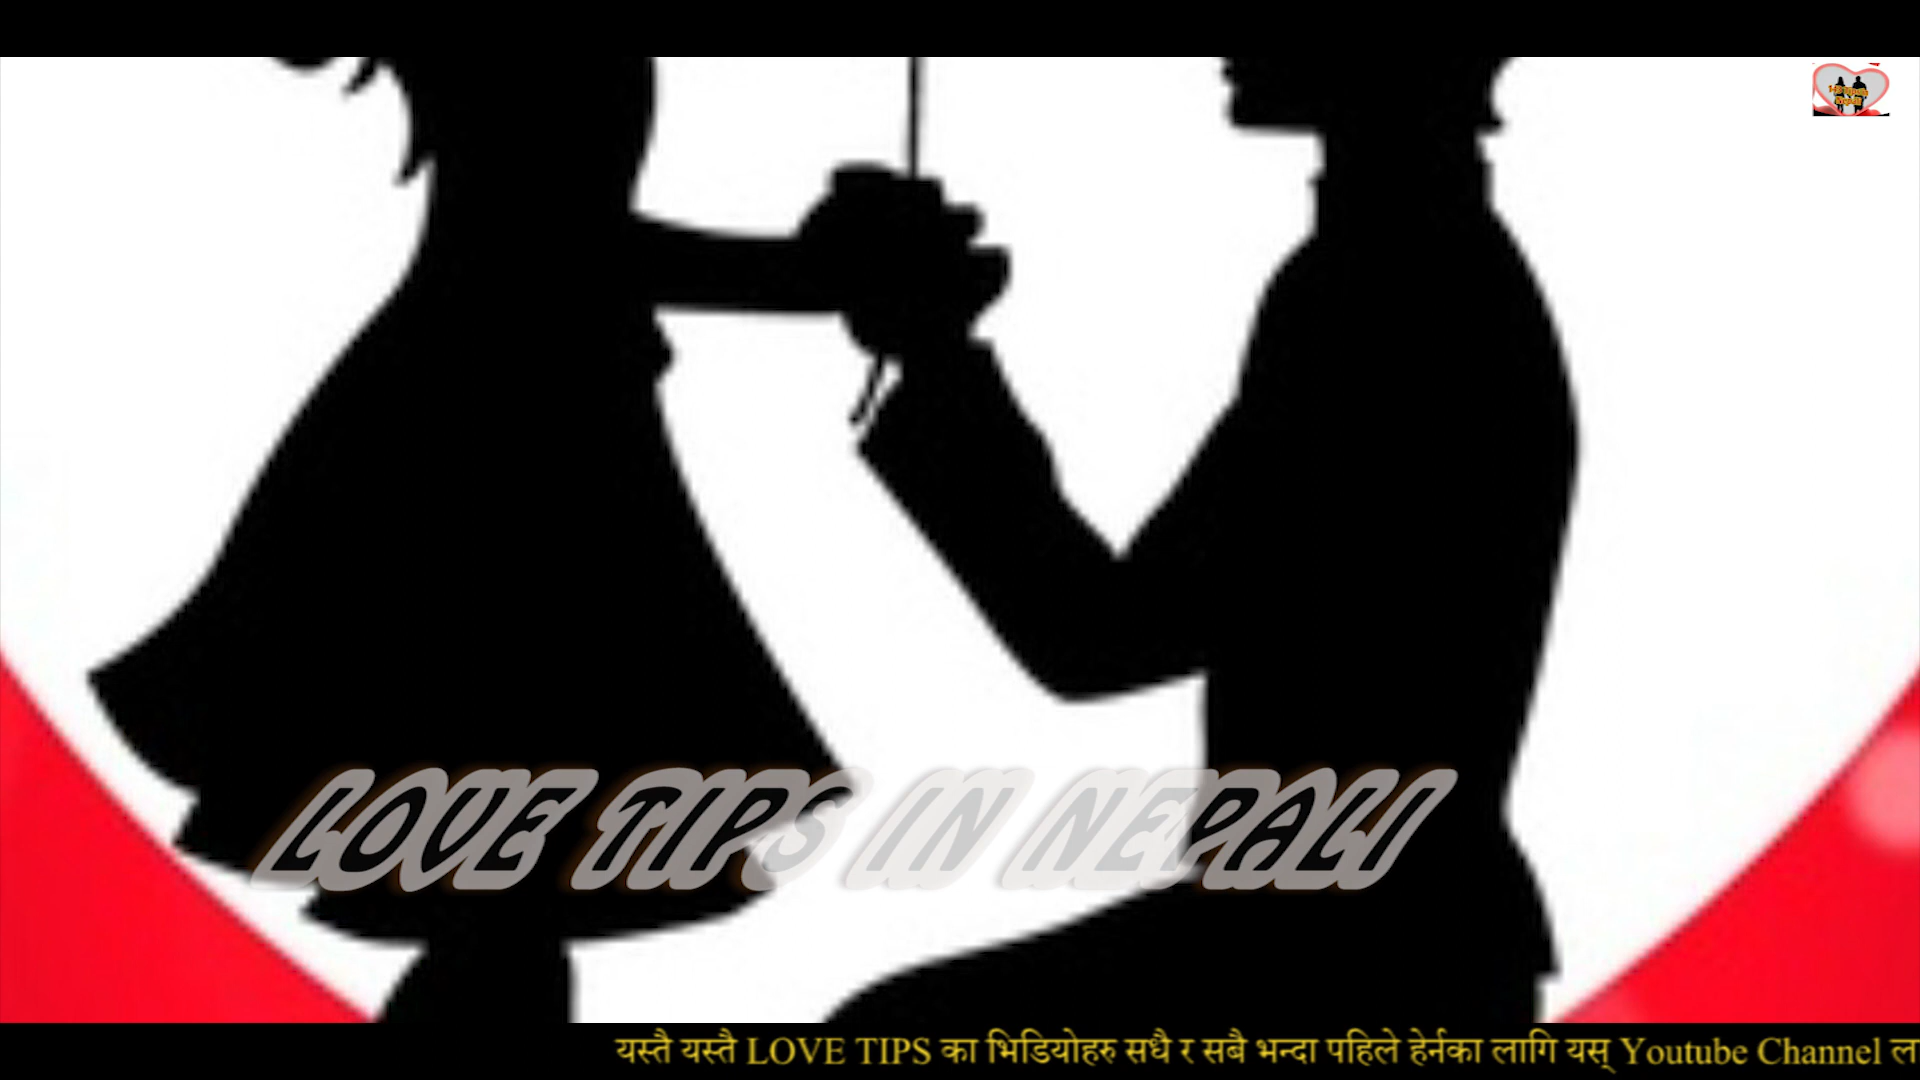 LOVE TIPS IN NEPALI
यस्तै यस्तै LOVE TIPS का भिडियोहरु सधै र सबै भन्दा पहिले हेर्नका लागि यस् Youtube Channel ल